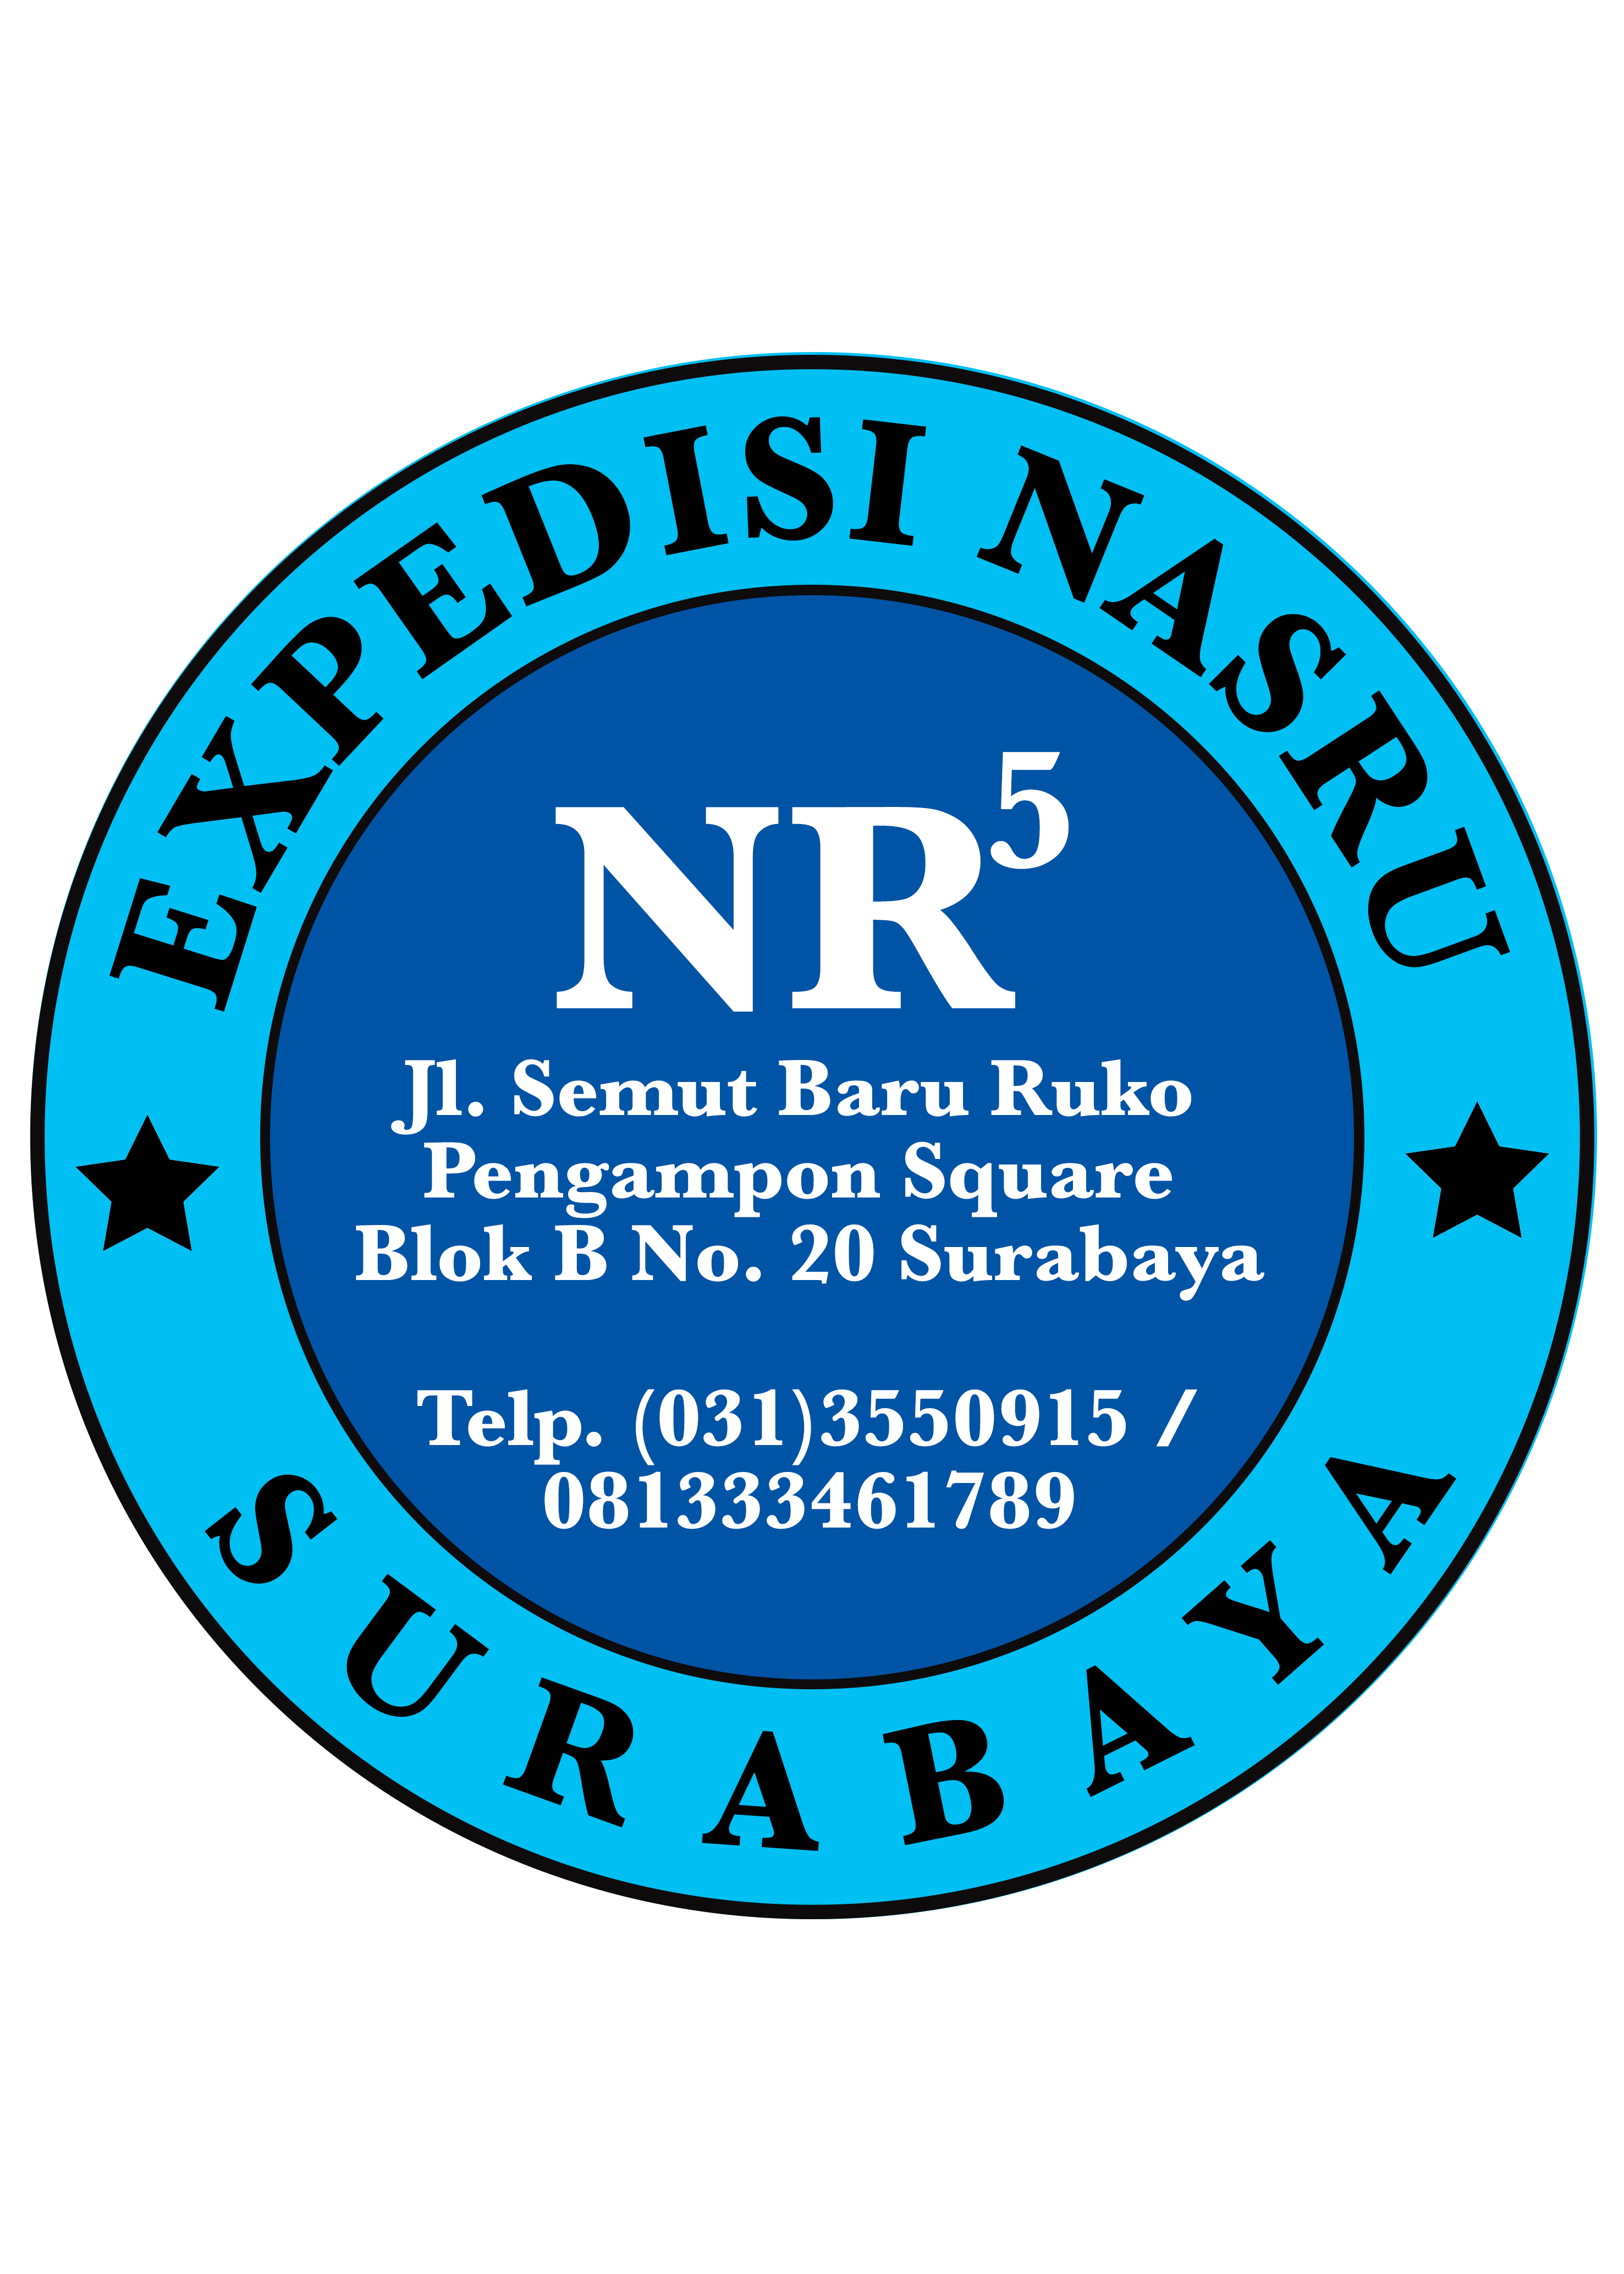 EXPEDISI NASRU
NR⁵
Jl. Semut Baru Ruko
Pengampon Square
Blok B No. 20 Surabaya
Telp. (031)3550915 /
081333461789
SURABAYA